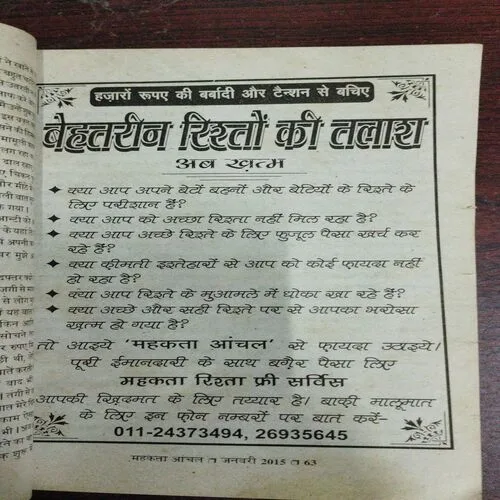 हज़ारों रूपए की बर्बादी और टैन्शन से बचिए
बेहतरीन रिश्तों की तलाश
अब ख़त्म
✦ क्या आप अपने बेटों बहनों और बेटियों के रिश्ते के
लिए परीशान हैं?
✦ क्या आप को अच्छा रिश्ता नहीं मिल रहा है?
✦ क्या आप अच्छे रिश्ते के लिए फुजूल पैसा खर्च कर
रहे हैं?
✦ क्या क़ीमती इश्तेहारों से आप को कोई फ़ायदा नहीं
हो रहा है?
✦ क्या आप रिश्ते के मुआमले में धोका खा रहे हैं?
✦ क्या अच्छे और सही रिश्ते पर से आपका भरोसा
ख़त्म हो गया है?
तो आइये 'महकता आंचल' से फ़ायदा उठाइये।
पूरी ईमानदारी के साथ बग़ैर पैसा लिए
महकता रिश्ता फ्री सर्विस
आपकी ख़िदमत के लिए तय्यार है। बाक़ी मालूमात
के लिए इन फ़ोन नम्बरों पर बात करें-
011-24373494, 26935645
महकता आंचल ❑ जनवरी 2015 ❑ 63